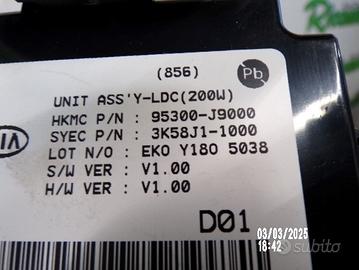 (856)
Pb
UNIT ASS'Y-LDC(200W)
HKMC P/N : 95300-J9000
SYEC P/N : 3K58J1-1000
LOT N/O : EKO Y180 5038
S/W VER : V1.00
H/W VER : V1.00
D01
03/03/2025
18:42
subito